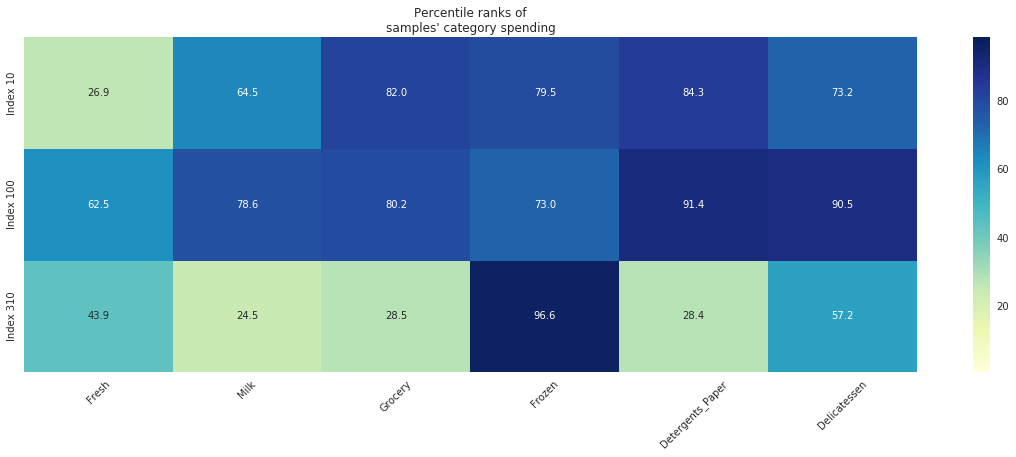 Percentile ranks of
samples' category spending
Index 10
26.9 64.5 82.0 79.5 84.3 73.2
Index 100
62.5 78.6 80.2 73.0 91.4 90.5
Index 310
43.9 24.5 28.5 96.6 28.4 57.2
Fresh Milk Grocery Frozen Detergents_Paper Delicatessen
80
60
40
20